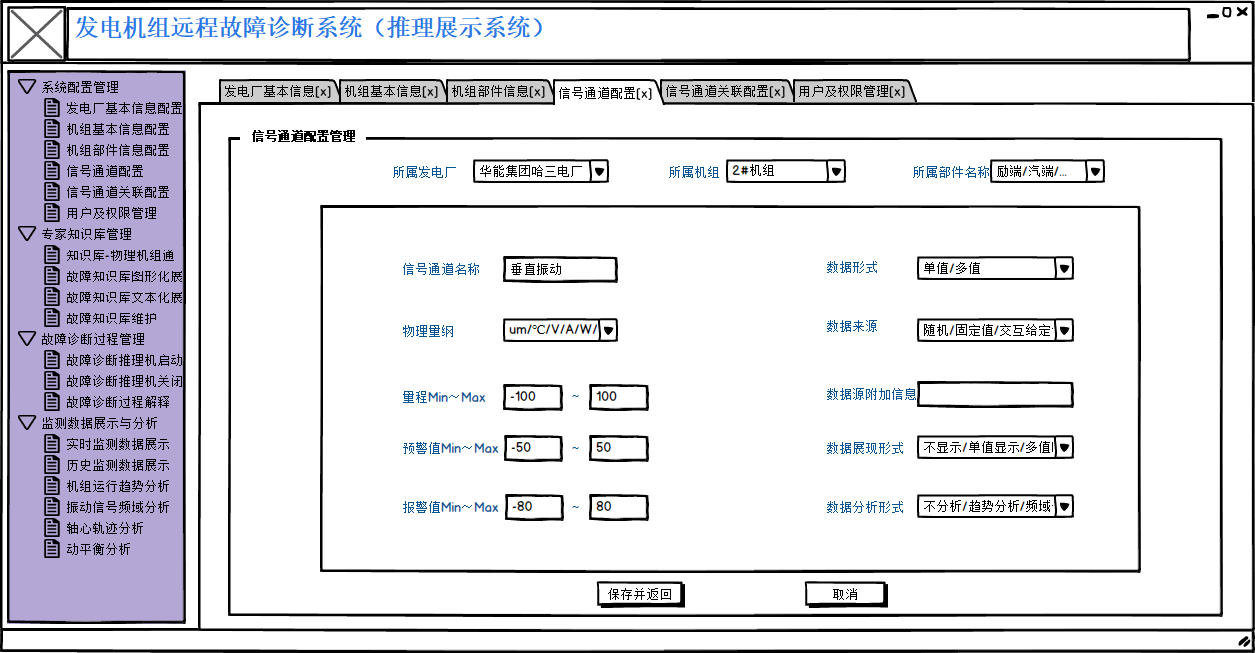 发电机组远程故障诊断系统（推理展示系统）
系统配置管理
发电厂基本信息配置
机组基本信息配置
机组部件信息配置
信号通道配置
信号通道关联配置
用户及权限管理
专家知识库管理
知识库-物理机组通
故障知识库图形化展
故障知识库文本化展
故障知识库维护
故障诊断过程管理
故障诊断推理机启动
故障诊断推理机关闭
故障诊断过程解释
监测数据展示与分析
实时监测数据展示
历史监测数据展示
机组运行趋势分析
振动信号频域分析
轴心轨迹分析
动平衡分析
发电厂基本信息[x] 机组基本信息[x] 机组部件信息[x] 信号通道配置[x] 信号通道关联配置[x] 用户及权限管理[x]
信号通道配置管理
所属发电厂 华能集团哈三电厂 所属机组 2#机组 所属部件名称 励端/汽端/...
信号通道名称 垂直振动 数据形式 单值/多值
物理量纲 um/℃/V/A/W/ 数据来源 随机/固定值/交互给定
量程Min～Max -100 ~ 100 数据源附加信息
预警值Min～Max -50 ~ 50 数据展现形式 不显示/单值显示/多值
报警值Min～Max -80 ~ 80 数据分析形式 不分析/趋势分析/频域
保存并返回 取消